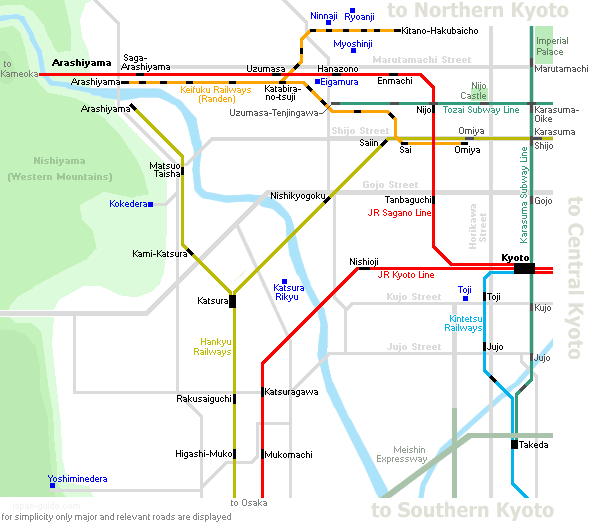 to Northern Kyoto
Ninnaji
Ryoanji
Kitano-Hakubaicho
Myoshinji
Imperial
Palace
Arashiyama
Saga-
Arashiyama
Marutamachi Street
to
Kameoka
Uzumasa
Hanazono
Marutamachi
Arashiyama
Eigamura
Enmachi
Katabira-
no-tsuji
Keifuku Railways
(Randen)
Nijo
Castle
Arashiyama
Uzumasa-Tenjingawa
Nijo
Tozai Subway Line
Karasuma-
Oike
Shijo Street
Omiya
Karasuma
Saiin
Sai
Omiya
Shijo
Nishiyama
(Western Mountains)
Matsuo
Taisha
Gojo Street
Karasuma Subway Line
Kokedera
Nishikyogoku
Tanbaguchi
Gojo
JR Sagano Line
Horikawa
Street
to Central Kyoto
Kami-Katsura
Nishioji
Kyoto
JR Kyoto Line
Katsura
Katsura
Rikyu
Toji
Kujo Street
Toji
Kujo
Kintetsu
Railways
Hankyu
Railways
Jujo Street
Jujo
Jujo
Rakusaiguchi
Katsuragawa
Higashi-Muko
Mukomachi
Meishin
Expressway
Takeda
Yoshiminedera
to Osaka
to Southern Kyoto
japan-guide.com
for simplicity only major and relevant roads are displayed